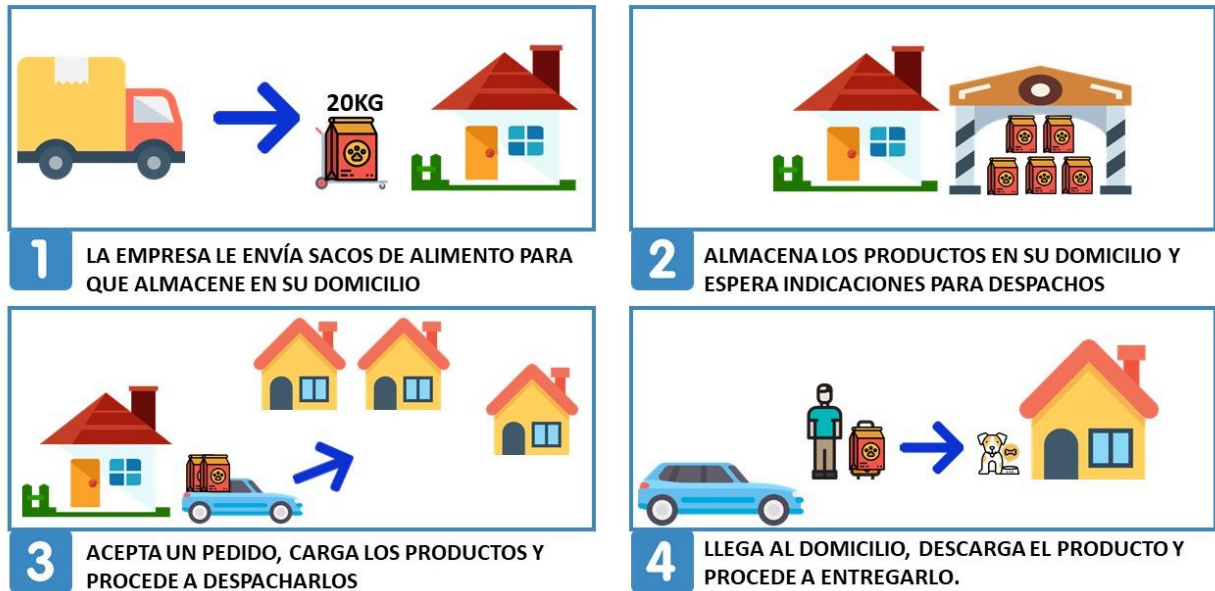 20KG
1
LA EMPRESA LE ENVÍA SACOS DE ALIMENTO PARA
QUE ALMACENE EN SU DOMICILIO
2
ALMACENA LOS PRODUCTOS EN SU DOMICILIO Y
ESPERA INDICACIONES PARA DESPACHOS
3
ACEPTA UN PEDIDO, CARGA LOS PRODUCTOS Y
PROCEDE A DESPACHARLOS
4
LLEGA AL DOMICILIO, DESCARGA EL PRODUCTO Y
PROCEDE A ENTREGARLO.